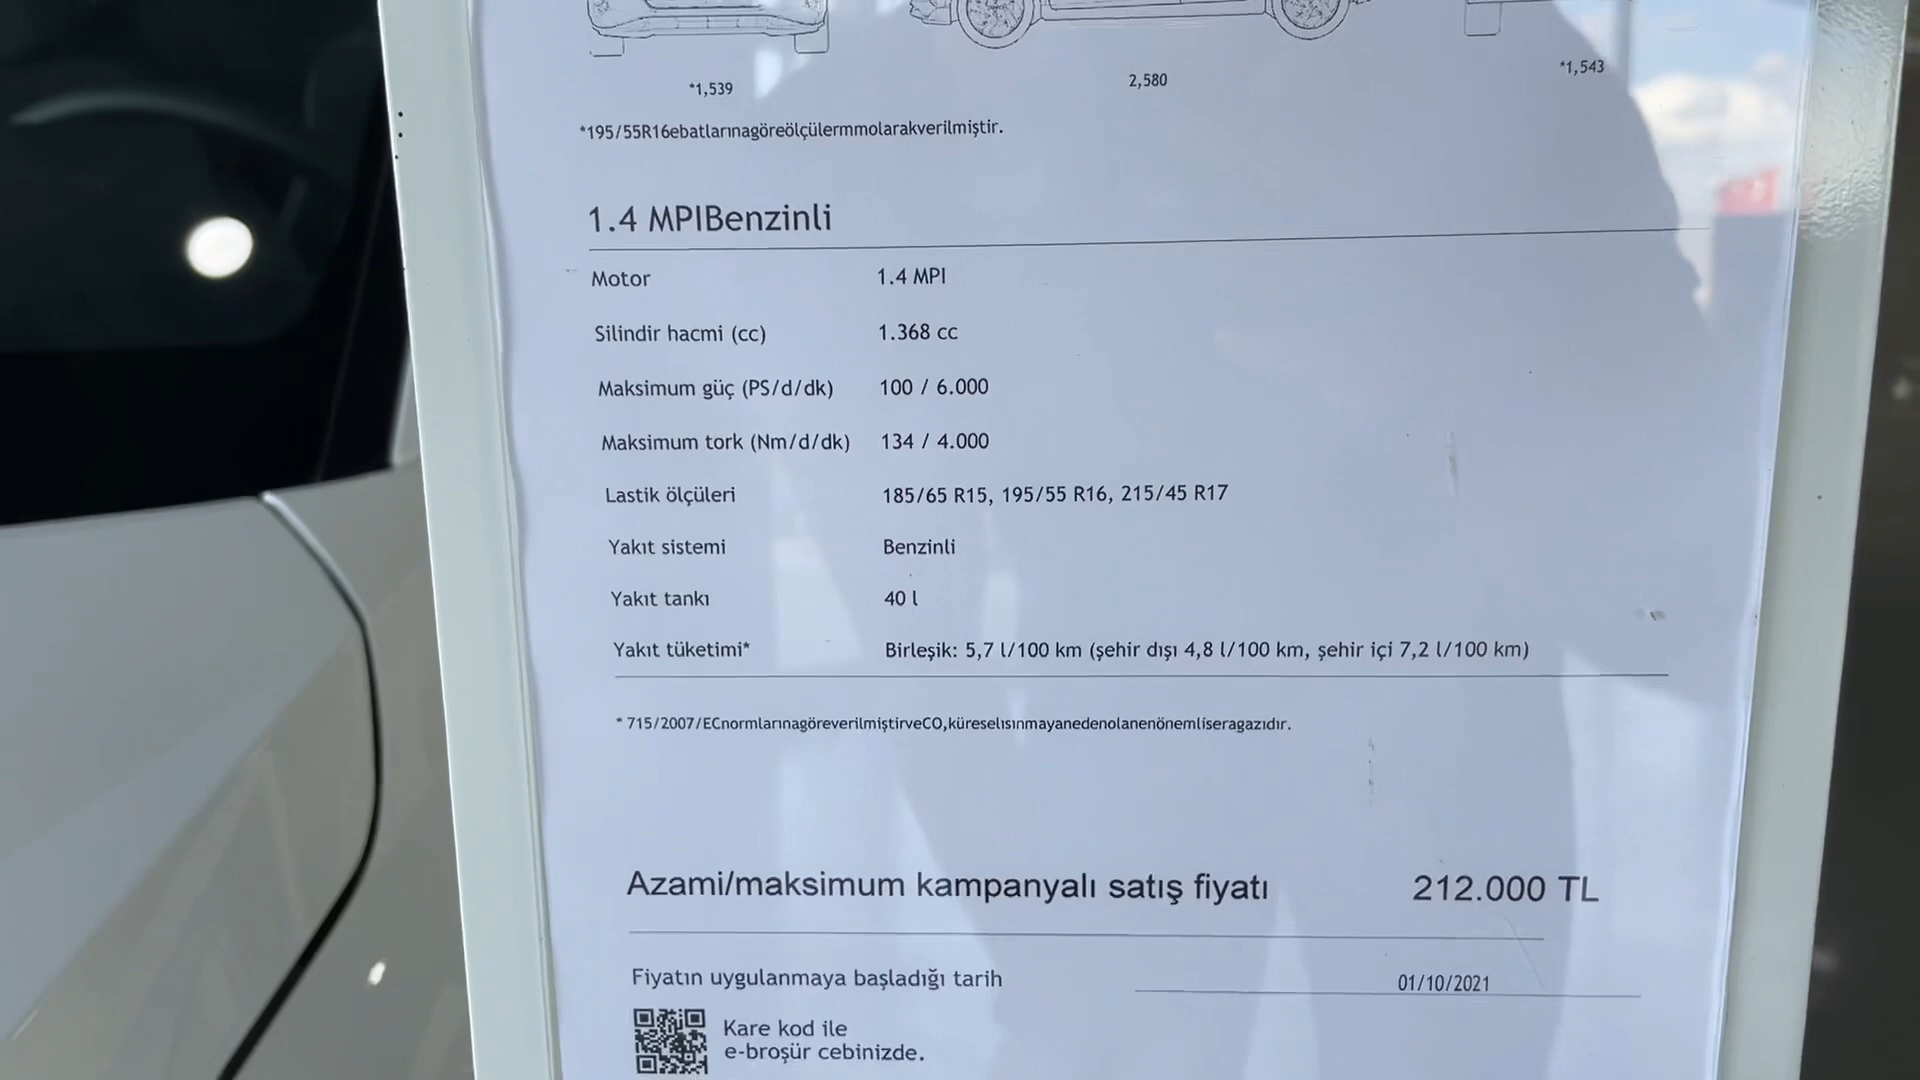 *1,539 2,580 *1,543
*195/55R16ebatlarınagöreölçülermmolarakverilmiştir.
1.4 MPIBenzinli
Motor 1.4 MPI
Silindir hacmi (cc) 1.368 cc
Maksimum güç (PS/d/dk) 100 / 6.000
Maksimum tork (Nm/d/dk) 134 / 4.000
Lastik ölçüleri 185/65 R15, 195/55 R16, 215/45 R17
Yakıt sistemi Benzinli
Yakıt tankı 40 l
Yakıt tüketimi* Birleşik: 5,7 l/100 km (şehir dışı 4,8 l/100 km, şehir içi 7,2 l/100 km)
* 715/2007/ECnormlarınagöreverilmiştirveCO,küreselısınmayanedenolanenönemliseragazıdır.
Azami/maksimum kampanyalı satış fiyatı 212.000 TL
Fiyatın uygulanmaya başladığı tarih 01/10/2021
Kare kod ile
e-broşür cebinizde.